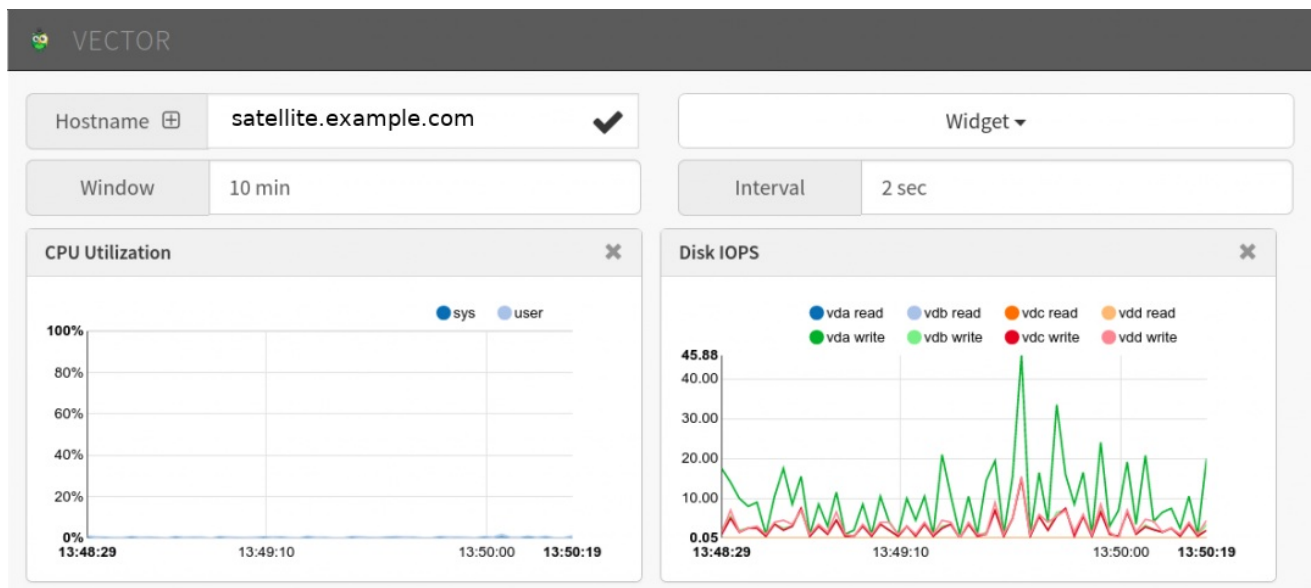 VECTOR
Hostname satellite.example.com
Widget
Window 10 min
Interval 2 sec
CPU Utilization
sys user
100%
80%
60%
40%
20%
0%
13:48:29 13:49:10 13:50:00 13:50:19
Disk IOPS
vda read vdb read vdc read vdd read
vda write vdb write vdc write vdd write
45.88
40.00
30.00
20.00
10.00
0.05
13:48:29 13:49:10 13:50:00 13:50:19